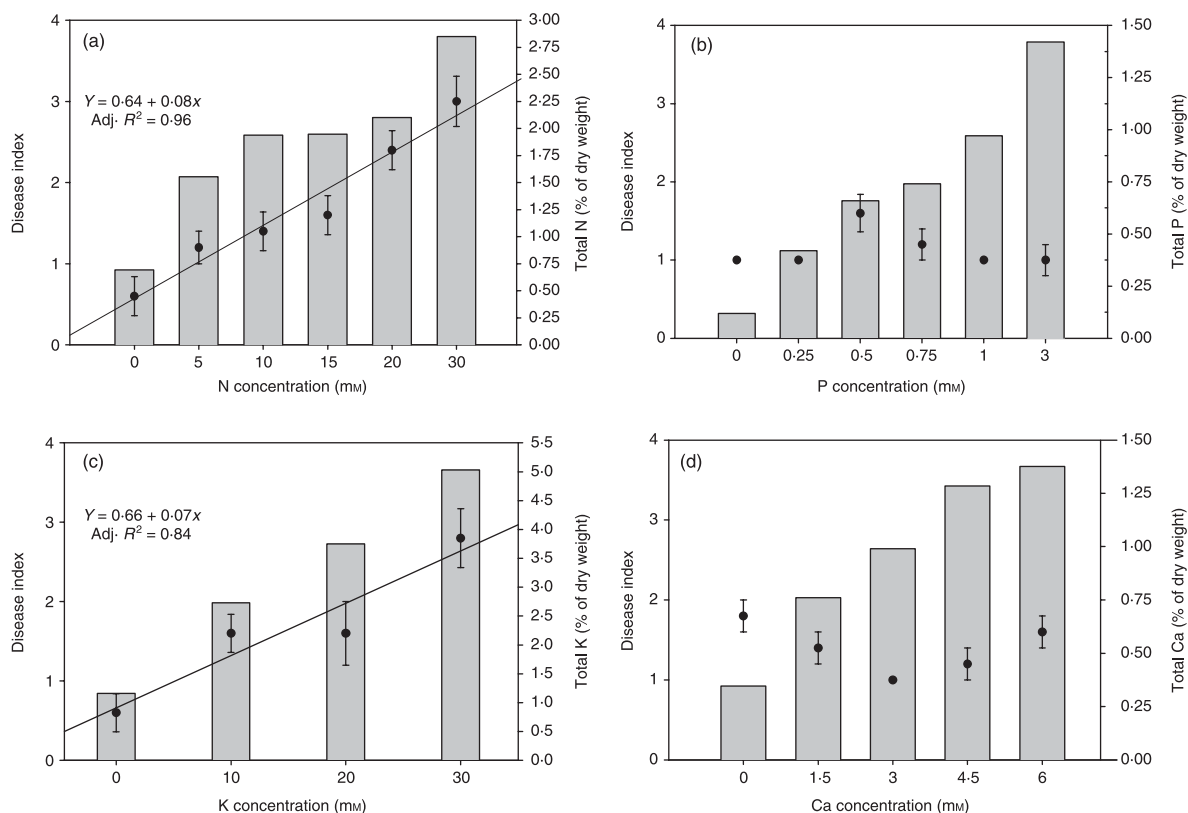 (a)
Y = 0·64 + 0·08x
Adj· R² = 0·96
Disease index
4
3
2
1
0
0 5 10 15 20 30
N concentration (mM)
3·00
2·75
2·50
2·25
2·00
1·75
1·50
1·25
1·00
0·75
0·50
0·25
0·00
Total N (% of dry weight)
(b)
Disease index
4
3
2
1
0
0 0·25 0·5 0·75 1 3
P concentration (mM)
1·50
1·25
1·00
0·75
0·50
0·25
0·00
Total P (% of dry weight)
(c)
Y = 0·66 + 0·07x
Adj· R² = 0·84
Disease index
4
3
2
1
0
0 10 20 30
K concentration (mM)
5·5
5·0
4·5
4·0
3·5
3·0
2·5
2·0
1·5
1·0
0·5
0·0
Total K (% of dry weight)
(d)
Disease index
4
3
2
1
0
0 1·5 3 4·5 6
Ca concentration (mM)
1·50
1·25
1·00
0·75
0·50
0·25
0·00
Total Ca (% of dry weight)